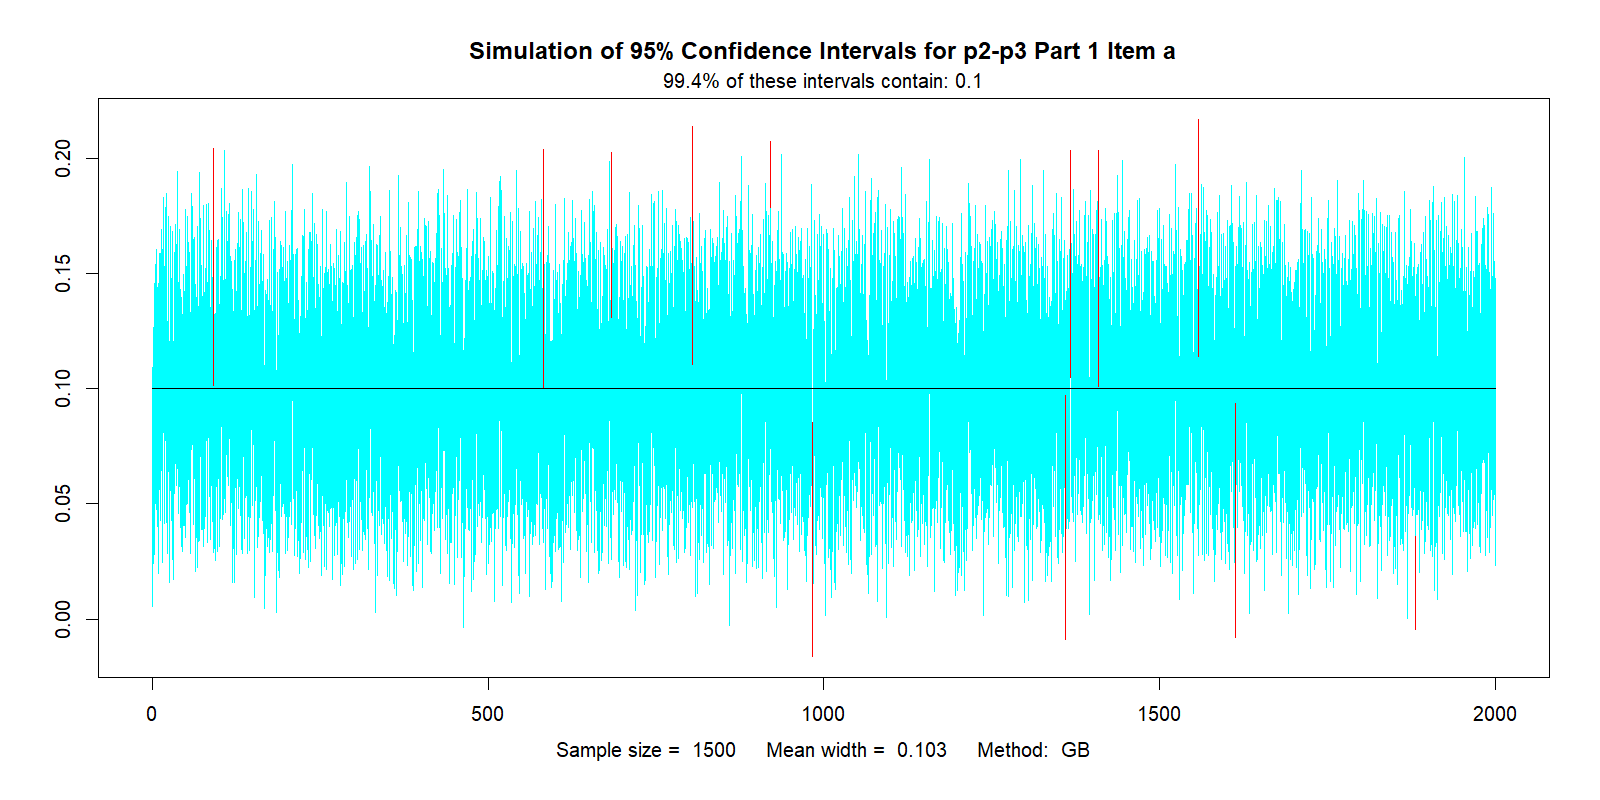 Simulation of 95% Confidence Intervals for p2-p3 Part 1 Item a
99.4% of these intervals contain: 0.1
0.20
0.15
0.10
0.05
0.00
0 500 1000 1500 2000
Sample size = 1500 Mean width = 0.103 Method: GB